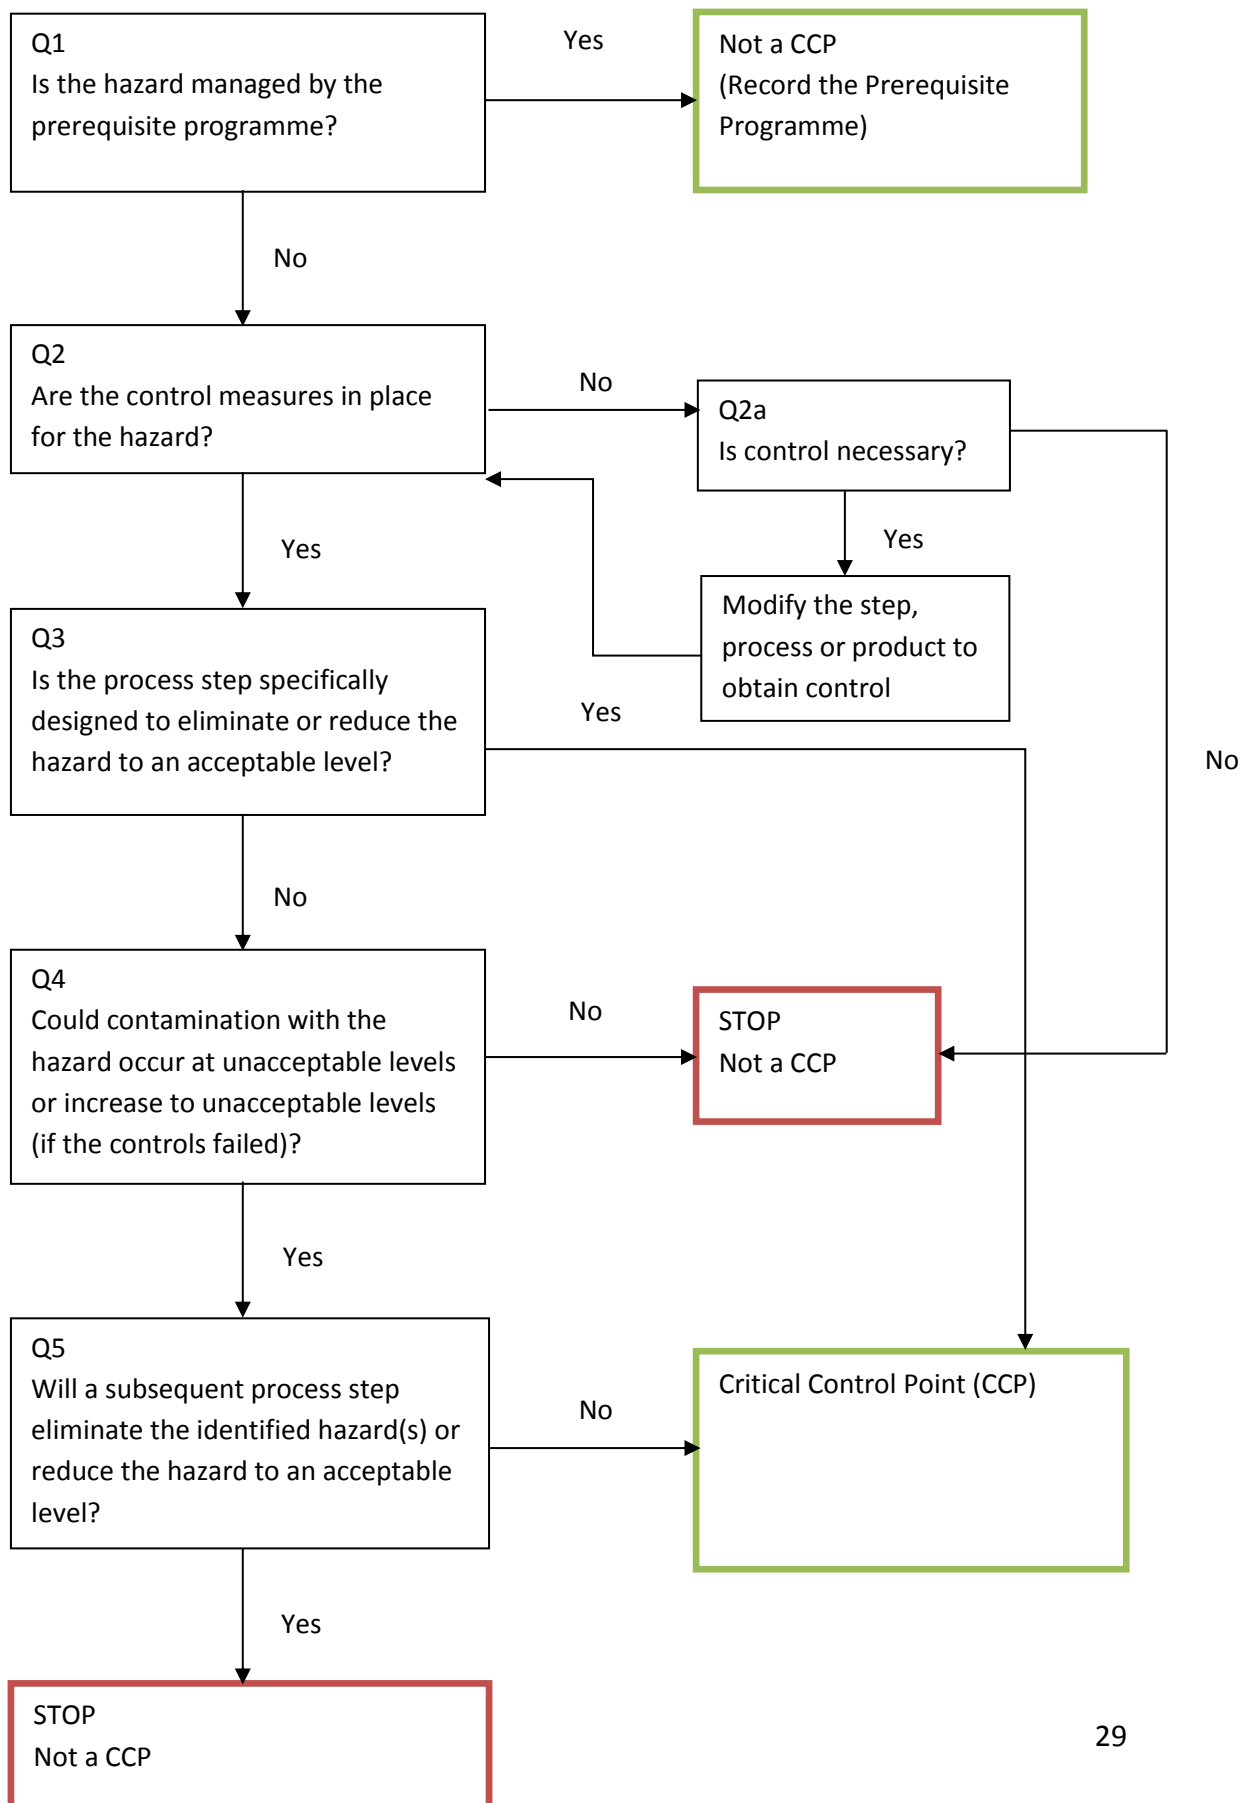 Q1
Is the hazard managed by the
prerequisite programme?
Yes
Not a CCP
(Record the Prerequisite
Programme)
No
Q2
Are the control measures in place
for the hazard?
No
Q2a
Is control necessary?
Yes
Yes
Modify the step,
process or product to
obtain control
Q3
Is the process step specifically
designed to eliminate or reduce the
hazard to an acceptable level?
Yes
No
No
Q4
Could contamination with the
hazard occur at unacceptable levels
or increase to unacceptable levels
(if the controls failed)?
No
STOP
Not a CCP
Yes
Q5
Will a subsequent process step
eliminate the identified hazard(s) or
reduce the hazard to an acceptable
level?
No
Critical Control Point (CCP)
Yes
STOP
Not a CCP
29